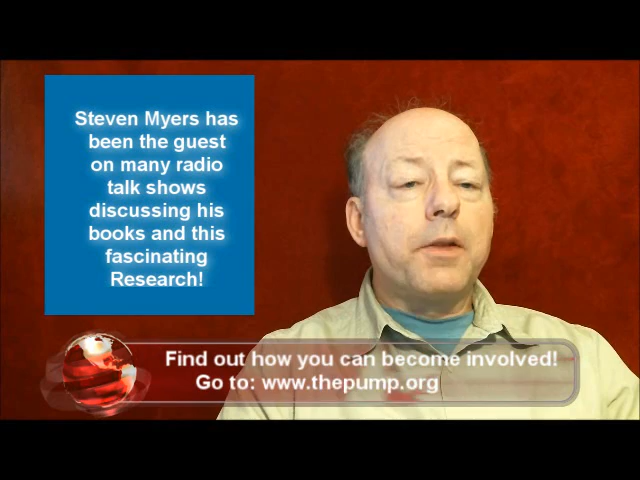 Steven Myers has
been the guest
on many radio
talk shows
discussing his
books and this
fascinating
Research!
Find out how you can become involved!
Go to: www.thepump.org